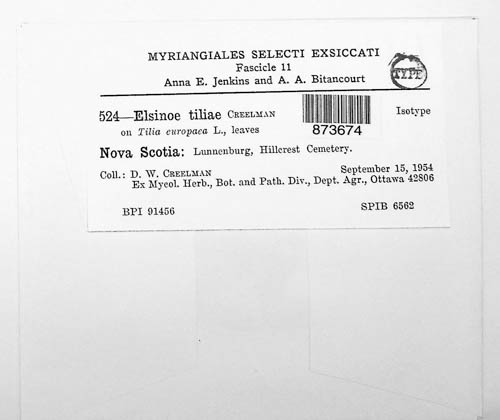 MYRIANGIALES SELECTI EXSICCATI
Fascicle 11
Anna E. Jenkins and A. A. Bitancourt
TYPE
524—Elsinoe tiliae CREELMAN
Isotype
on Tilia europaea L., leaves
873674
Nova Scotia: Lunnenburg, Hillcrest Cemetery.
Coll.: D. W. CREELMAN September 15, 1954
Ex Mycol. Herb., Bot. and Path. Div., Dept. Agr., Ottawa 42806
BPI 91456 SPIB 6562